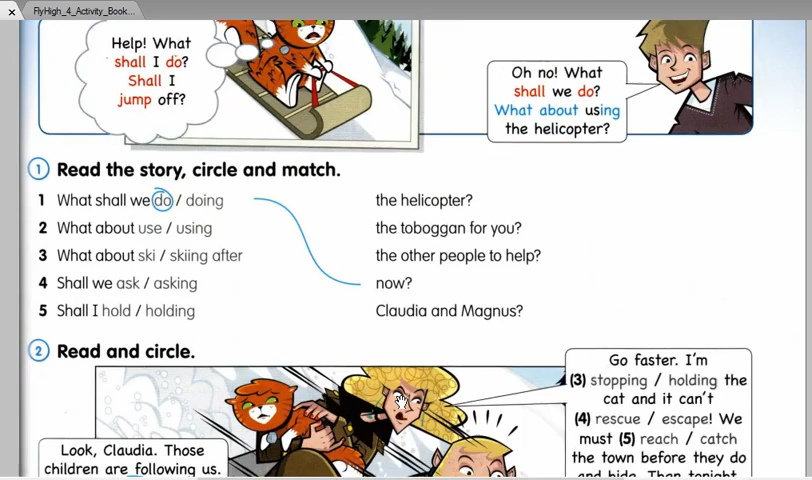 FlyHigh_4_Activity_Book...
Help! What
shall I do?
Shall I
jump off?
Oh no! What
shall we do?
What about using
the helicopter?
1 Read the story, circle and match.
1 What shall we do / doing the helicopter?
2 What about use / using the toboggan for you?
3 What about ski / skiing after the other people to help?
4 Shall we ask / asking now?
5 Shall I hold / holding Claudia and Magnus?
2 Read and circle.
Go faster. I'm
(3) stopping / holding the
cat and it can't
(4) rescue / escape! We
must (5) reach / catch
the town before they do
and hide. Then tonight
Look, Claudia. Those
children are following us.